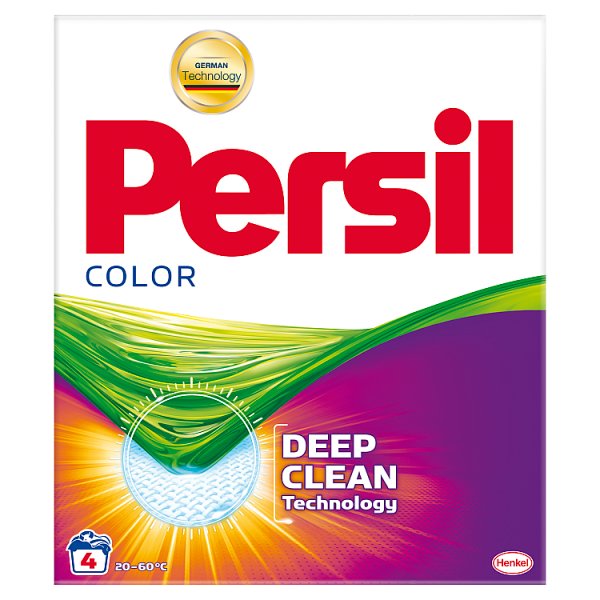 GERMAN
Technology
Persil
COLOR
DEEP
CLEAN
Technology
4
20–60°C
Henkel